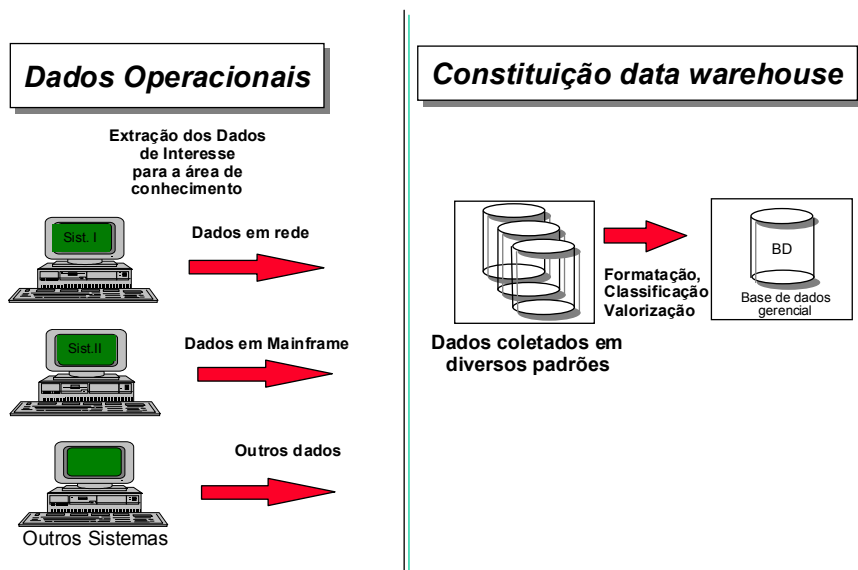 Dados Operacionais
Extração dos Dados
de Interesse
para a área de
conhecimento
Sist. I
Dados em rede
Sist.II
Dados em Mainframe
Outros dados
Outros Sistemas
Constituição data warehouse
Formatação,
Classificação
Valorização
BD
Base de dados
gerencial
Dados coletados em
diversos padrões